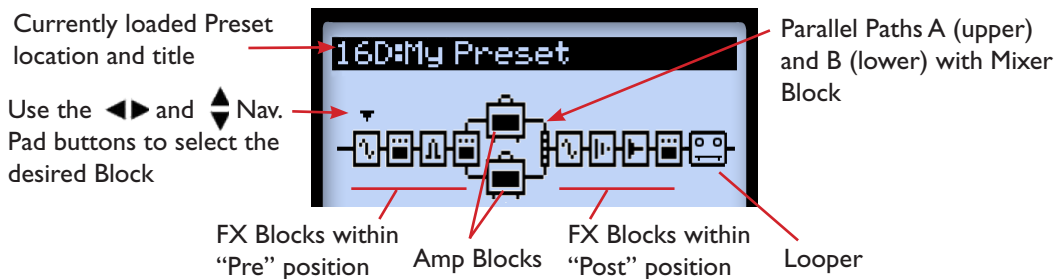 Currently loaded Preset
location and title
Use the ◀▶ and ▲▼ Nav.
Pad buttons to select the
desired Block
16D:My Preset
Parallel Paths A (upper)
and B (lower) with Mixer
Block
FX Blocks within
“Pre” position
Amp Blocks
FX Blocks within
“Post” position
Looper